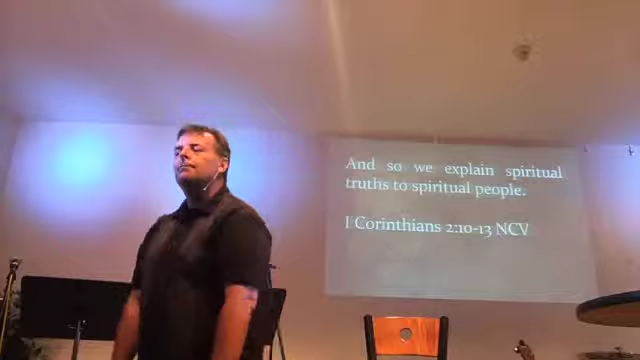 And so we explain spiritual
truths to spiritual people.
I Corinthians 2:10-13 NCV